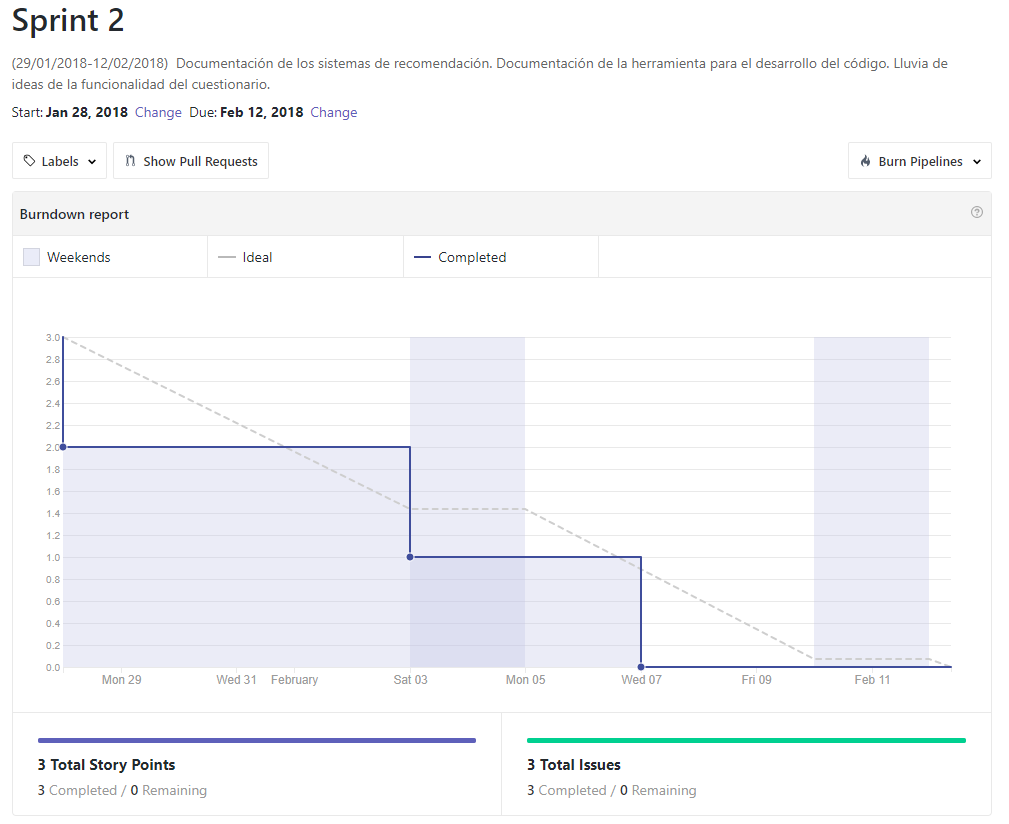 Sprint 2
(29/01/2018-12/02/2018) Documentación de los sistemas de recomendación. Documentación de la herramienta para el desarrollo del código. Lluvia de
ideas de la funcionalidad del cuestionario.
Start: Jan 28, 2018 Change Due: Feb 12, 2018 Change
Labels Show Pull Requests Burn Pipelines
Burndown report
Weekends Ideal Completed
3.0
2.8
2.6
2.4
2.2
2.0
1.8
1.6
1.4
1.2
1.0
0.8
0.6
0.4
0.2
0.0
Mon 29 Wed 31 February Sat 03 Mon 05 Wed 07 Fri 09 Feb 11
3 Total Story Points 3 Total Issues
3 Completed / 0 Remaining 3 Completed / 0 Remaining